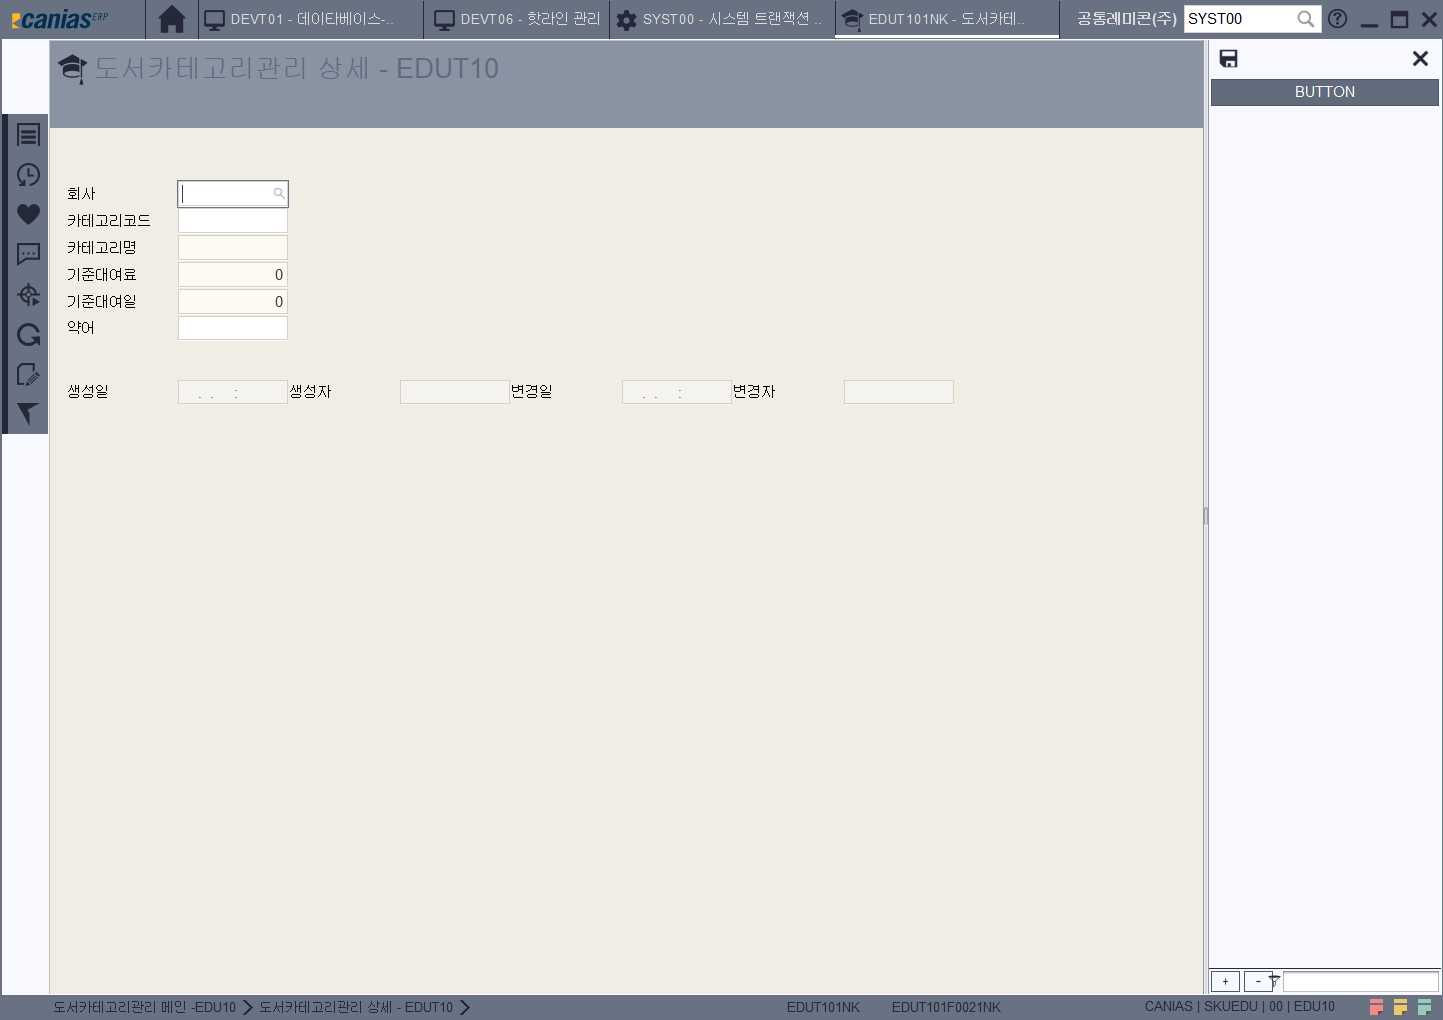 canias ERP
DEVT01 - 데이타베이스-..
DEVT06 - 핫라인 관리
SYST00 - 시스템 트랜잭션 ..
EDUT101NK - 도서카테..
공통레미콘(주)
SYST00
도서카테고리관리 상세 - EDUT10
BUTTON
회사
카테고리코드
카테고리명
기준대여료 0
기준대여일 0
약어
생성일 . . : 생성자 변경일 . . : 변경자
+ -
도서카테고리관리 메인 -EDU10 도서카테고리관리 상세 - EDUT10 EDUT101NK EDUT101F0021NK CANIAS | SKUEDU | 00 | EDU10